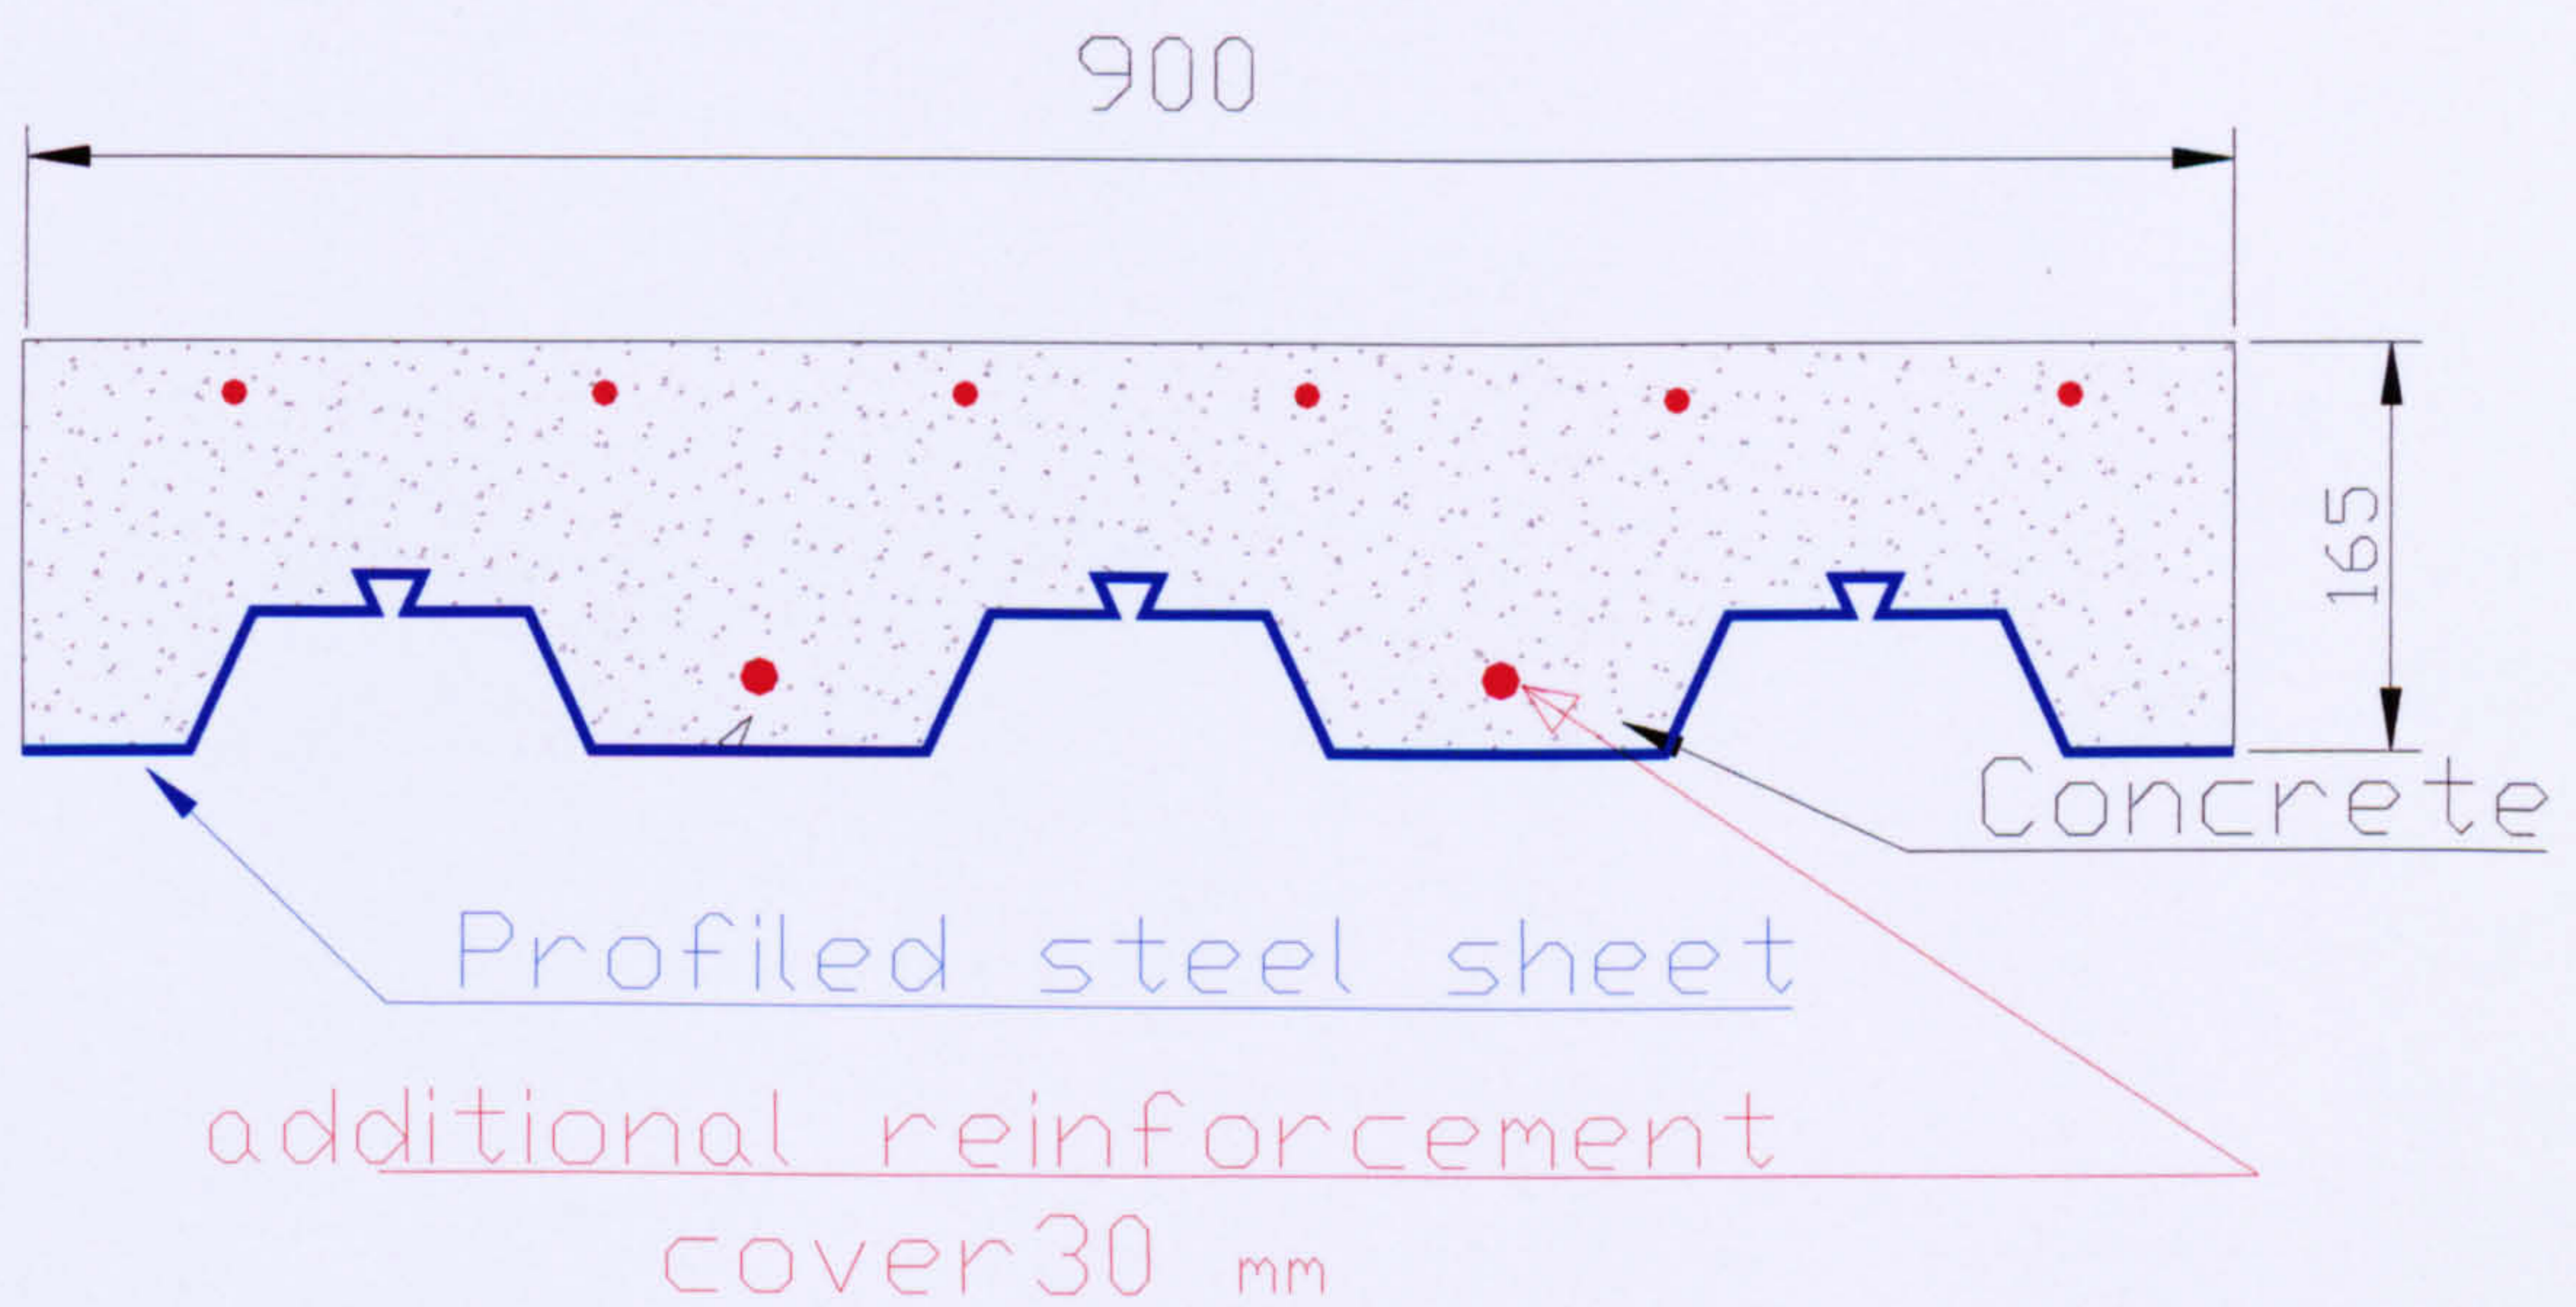 900
165
Concrete
Profiled steel sheet
additional reinforcement
cover30 mm